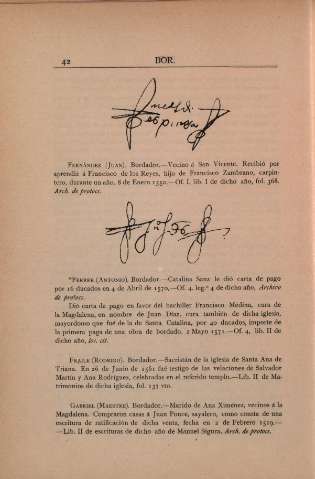 42 BOR.
FERNÁNDEZ (JUAN). Bordador.—Vecino á San Vicente. Recibió por
aprendiz á Francisco de los Reyes, hijo de Francisco Zambrano, carpin-
tero, durante un año, 8 de Enero 1550.—Of. I, lib. I de dicho año, fol. 368.
Arch. de protocs.
*FERRER (ANTONIO). Bordador.—Catalina Sanz le dió carta de pago
por 16 ducados en 4 de Abril de 1570.—Of. 4, leg.º 4 de dicho año, Archivo
de protocs.
Dió carta de pago en favor del bachiller Francisco Medina, cura de
la Magdalena, en nombre de Juan Díaz, cura también de dicha iglesia,
mayordomo que fué de la de Santa Catalina, por 40 ducados, importe de
la primera paga de una obra de bordado, 2 Mayo 1571.—Of. 4, lib. II de
dicho año, loc. cit.
FRAILE (RODRIGO). Bordador.—Sacristán de la iglesia de Santa Ana de
Triana. En 26 de Junio de 1561 fué testigo de las velaciones de Salvador
Martín y Ana Rodríguez, celebradas en el referido templo.—Lib. II de Ma-
trimonios de dicha iglesia, fol. 131 vto.
GABRIEL (MAESTRE). Bordador.—Marido de Ana Ximénez, vecinos á la
Magdalena. Compraron casas á Juan Ponce, sayalero, como consta de una
escritura de ratificación de dicha venta, fecha en 2 de Febrero 1519.—
—Lib. II de escrituras de dicho año de Manuel Segura, Arch. de protocs.